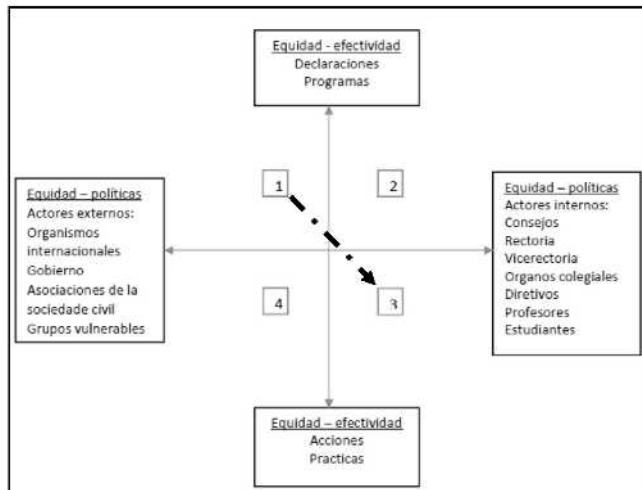 Equidad - efectividad
Declaraciones
Programas
1
2
Equidad – políticas
Actores externos:
Organismos
internacionales
Gobierno
Asociaciones de la
sociedade civil
Grupos vulnerables
Equidad – políticas
Actores internos:
Consejos
Rectoria
Vicerectoria
Organos colegiales
Diretivos
Profesores
Estudiantes
4
3
Equidad – efectividad
Acciones
Practicas